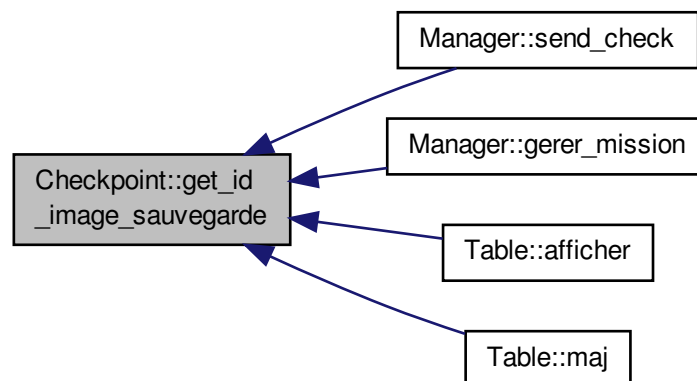 Manager::send_check
Manager::gerer_mission
Checkpoint::get_id
_image_sauvegarde
Table::afficher
Table::maj